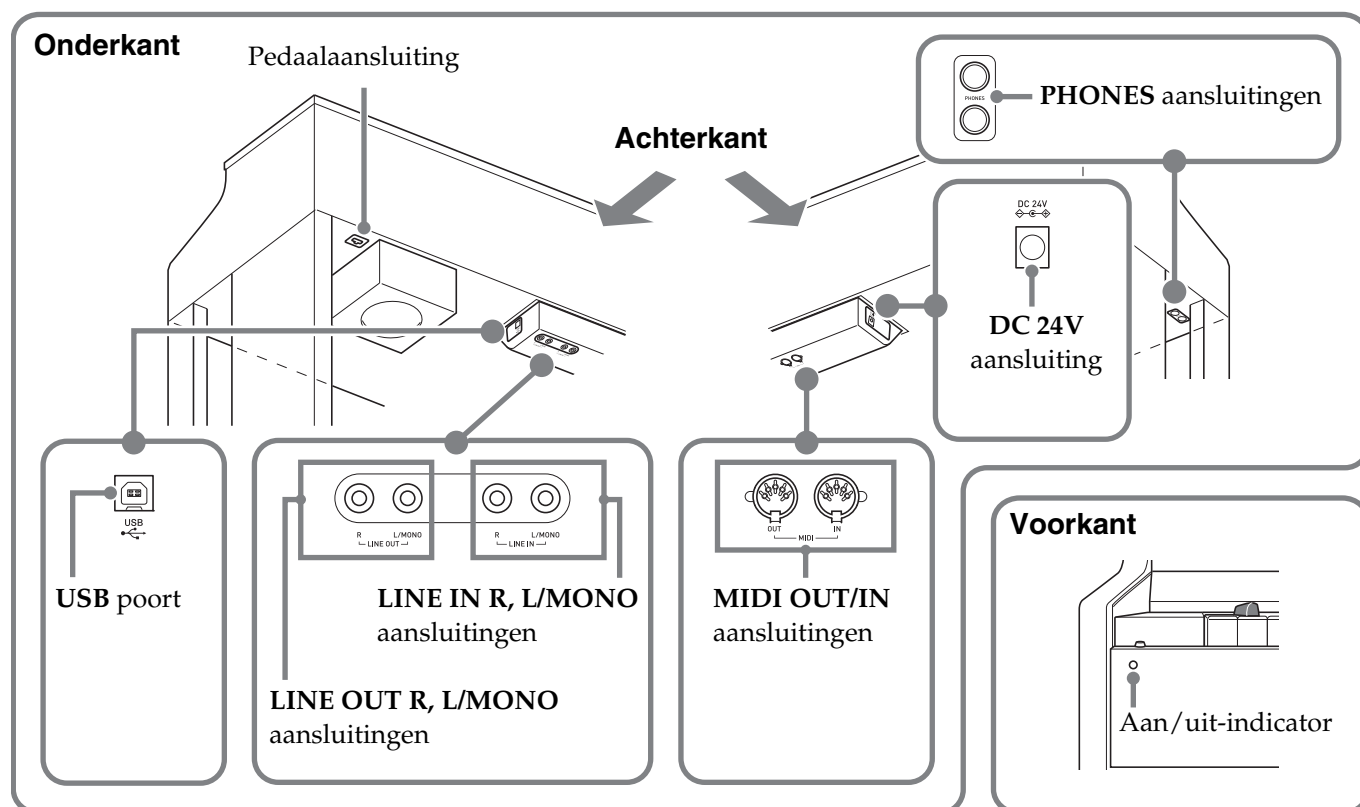 Onderkant
Pedaalaansluiting
PHONES
PHONES aansluitingen
Achterkant
DC 24V
DC 24V
aansluiting
USB
USB poort
R L/MONO
LINE OUT
R L/MONO
LINE IN
LINE IN R, L/MONO
aansluitingen
LINE OUT R, L/MONO
aansluitingen
OUT IN
MIDI
MIDI OUT/IN
aansluitingen
Voorkant
Aan/uit-indicator